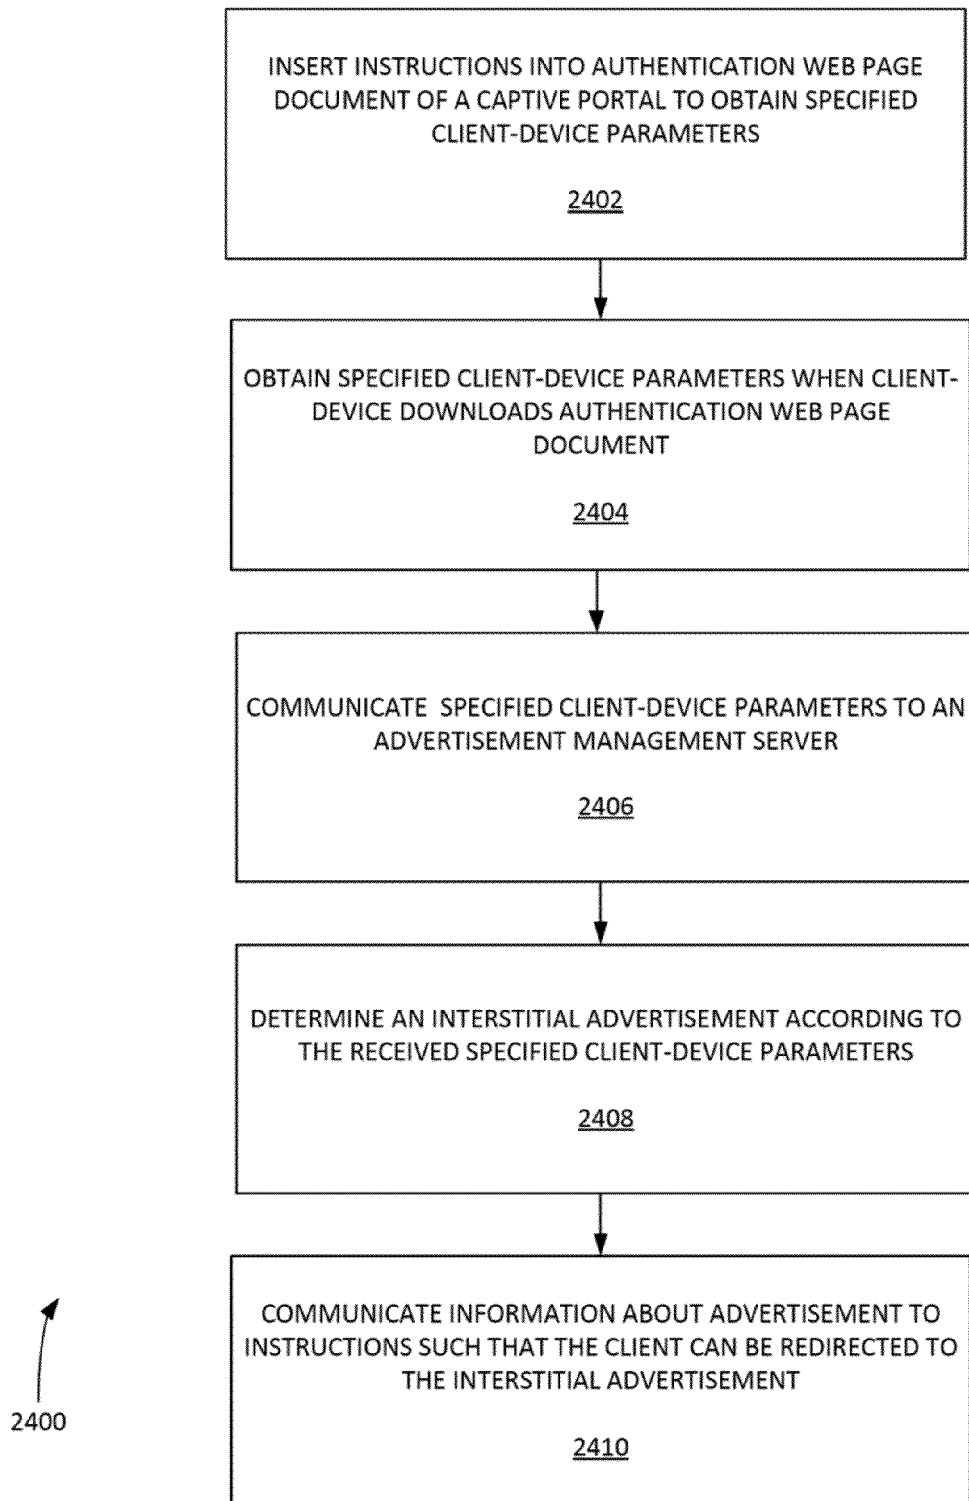 INSERT INSTRUCTIONS INTO AUTHENTICATION WEB PAGE
DOCUMENT OF A CAPTIVE PORTAL TO OBTAIN SPECIFIED
CLIENT-DEVICE PARAMETERS
2402
OBTAIN SPECIFIED CLIENT-DEVICE PARAMETERS WHEN CLIENT-
DEVICE DOWNLOADS AUTHENTICATION WEB PAGE
DOCUMENT
2404
COMMUNICATE SPECIFIED CLIENT-DEVICE PARAMETERS TO AN
ADVERTISEMENT MANAGEMENT SERVER
2406
DETERMINE AN INTERSTITIAL ADVERTISEMENT ACCORDING TO
THE RECEIVED SPECIFIED CLIENT-DEVICE PARAMETERS
2408
COMMUNICATE INFORMATION ABOUT ADVERTISEMENT TO
INSTRUCTIONS SUCH THAT THE CLIENT CAN BE REDIRECTED TO
THE INTERSTITIAL ADVERTISEMENT
2410
2400